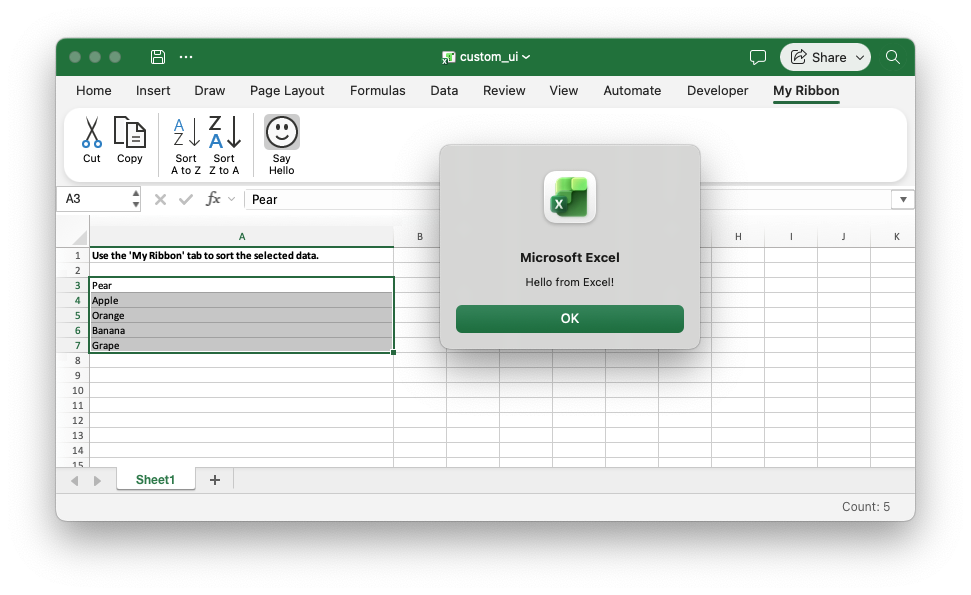 custom_ui
Share
Home Insert Draw Page Layout Formulas Data Review View Automate Developer My Ribbon
Cut
Copy
Sort
A to Z
Sort
Z to A
Say
Hello
A3
fx
Pear
A B H I J K
1 Use the 'My Ribbon' tab to sort the selected data.
2
3 Pear
4 Apple
5 Orange
6 Banana
7 Grape
8
9
10
11
12
13
14
15
Microsoft Excel
Hello from Excel!
OK
Sheet1
Count: 5